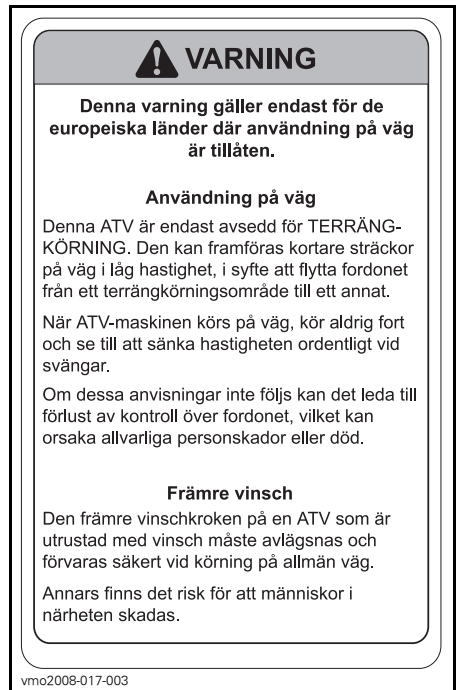 VARNING
Denna varning gäller endast för de
europeiska länder där användning på väg
är tillåten.
Användning på väg
Denna ATV är endast avsedd för TERRÄNG-
KÖRNING. Den kan framföras kortare sträckor
på väg i låg hastighet, i syfte att flytta fordonet
från ett terrängkörningsområde till ett annat.
När ATV-maskinen körs på väg, kör aldrig fort
och se till att sänka hastigheten ordentligt vid
svängar.
Om dessa anvisningar inte följs kan det leda till
förlust av kontroll över fordonet, vilket kan
orsaka allvarliga personskador eller död.
Främre vinsch
Den främre vinschkroken på en ATV som är
utrustad med vinsch måste avlägsnas och
förvaras säkert vid körning på allmän väg.
Annars finns det risk för att människor i
närheten skadas.
vmo2008-017-003